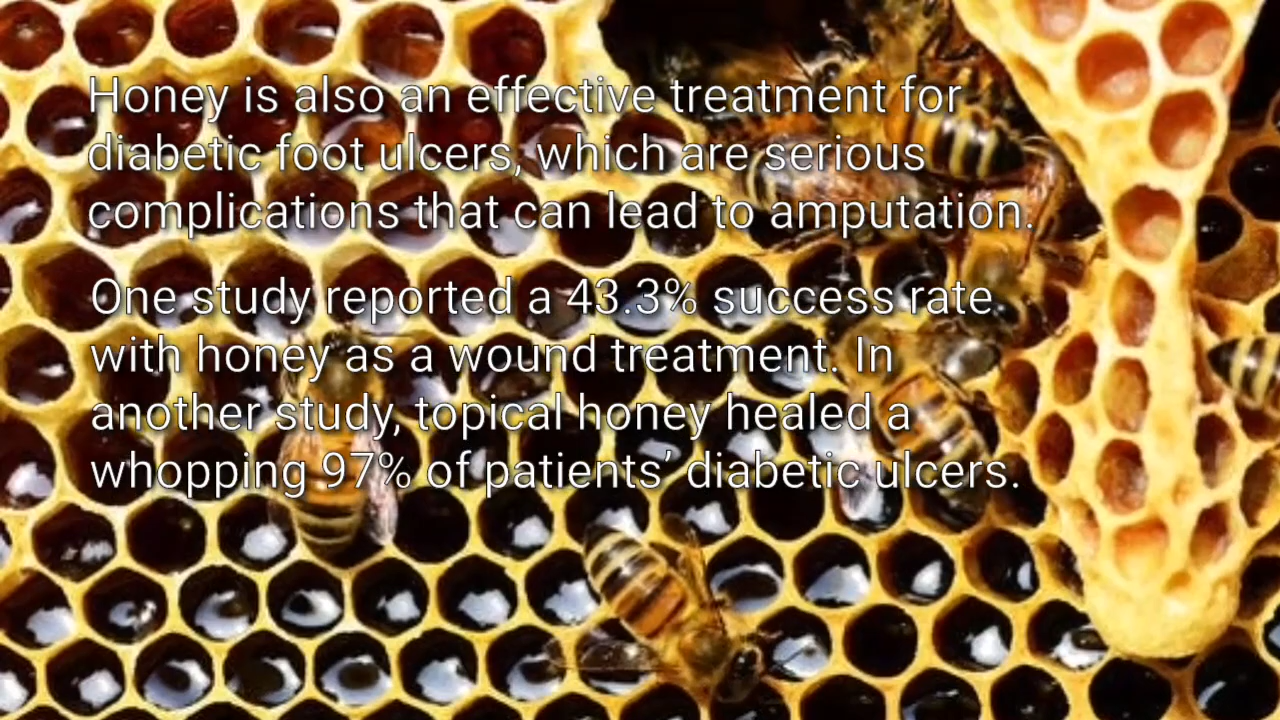 Honey is also an effective treatment for
diabetic foot ulcers, which are serious
complications that can lead to amputation.
One study reported a 43.3% success rate
with honey as a wound treatment. In
another study, topical honey healed a
whopping 97% of patients’ diabetic ulcers.